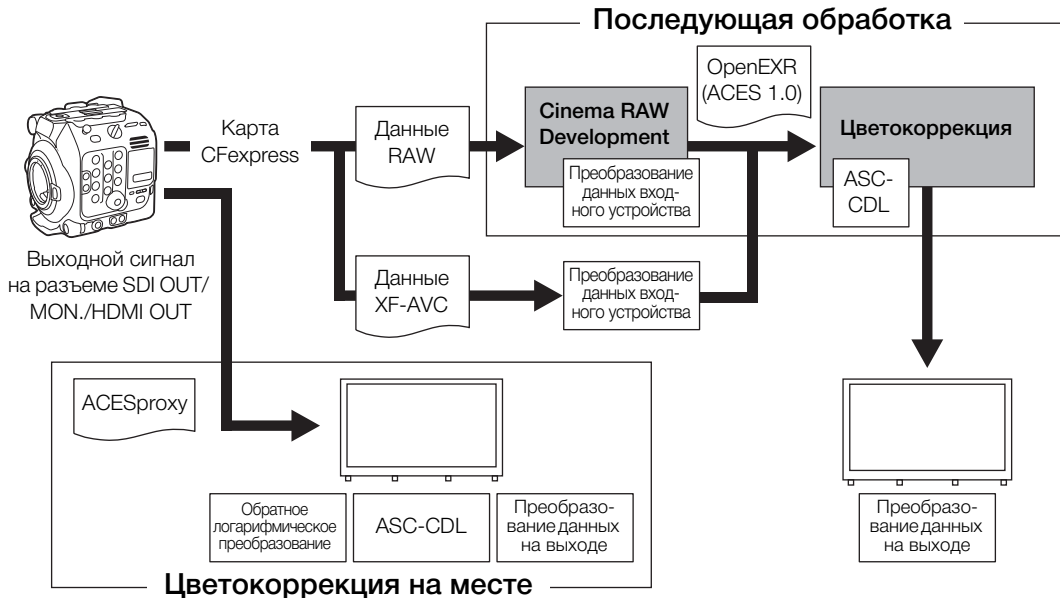 Последующая обработка
Карта
CFexpress
Данные
RAW
Cinema RAW
Development
Преобразование
данных вход-
ного устройства
OpenEXR
(ACES 1.0)
Цветокоррекция
ASC-
CDL
Выходной сигнал
на разъеме SDI OUT/
MON./HDMI OUT
Данные
XF-AVC
Преобразование
данных вход-
ного устройства
ACESproxy
Обратное
логарифмическое
преобразование
ASC-CDL
Преобразо-
вание данных
на выходе
Преобразо-
вание данных
на выходе
Цветокоррекция на месте